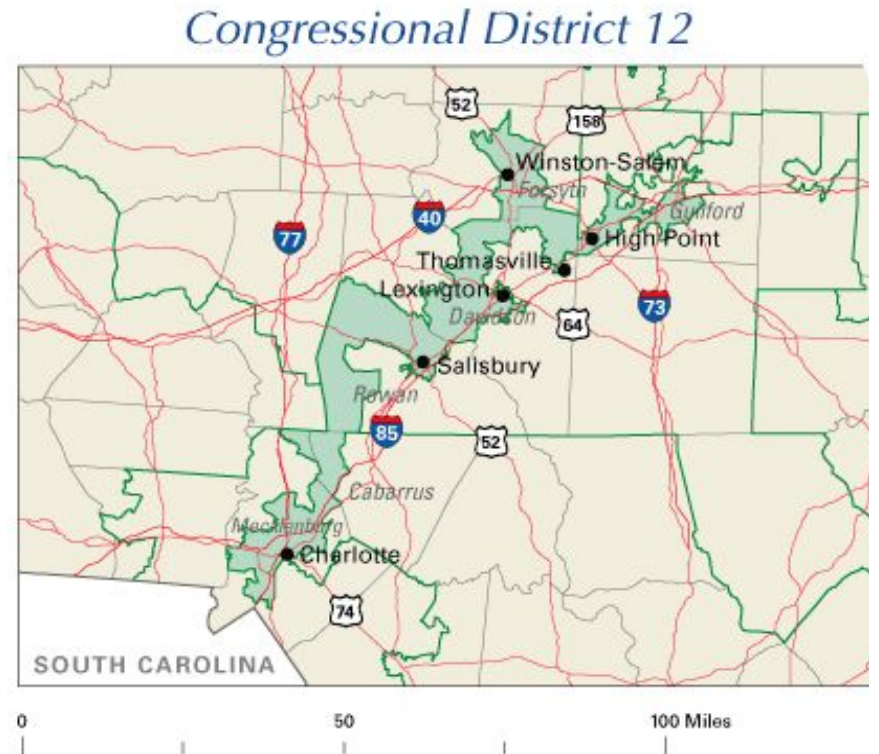 Congressional District 12
52
158
Winston-Salem
Forsyth
40
Guilford
77
High Point
Thomasville
Lexington
73
Davidson
64
Salisbury
Rowan
85
52
Cabarrus
Mecklenburg
Charlotte
74
SOUTH CAROLINA
0 50 100 Miles